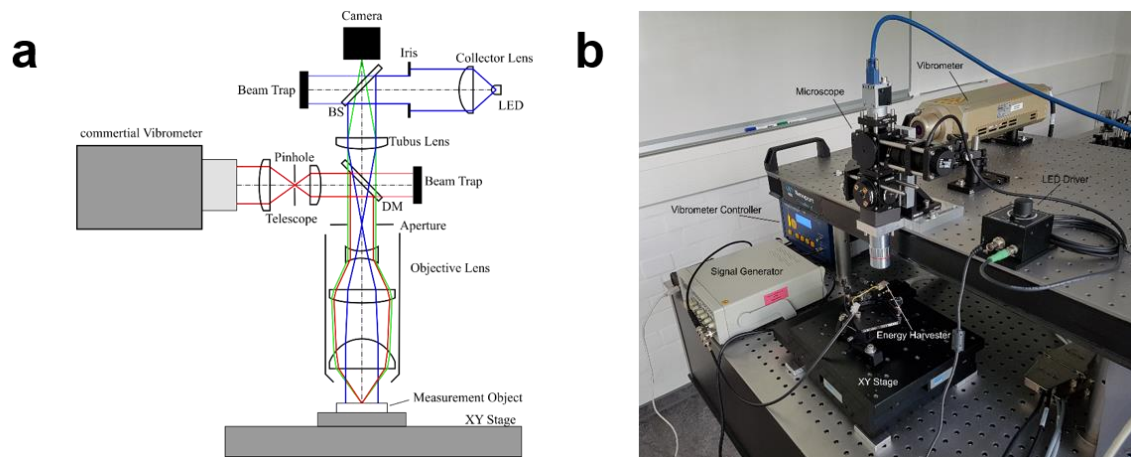 a
Camera
Iris
Collector Lens
Beam Trap
BS
LED
commertial Vibrometer
Tubus Lens
Pinhole
Beam Trap
Telescope
DM
Aperture
Objective Lens
Measurement Object
XY Stage
b
Vibrometer
Microscope
LED Driver
Vibrometer Controller
Newport
Signal Generator
Energy Harvester
XY Stage